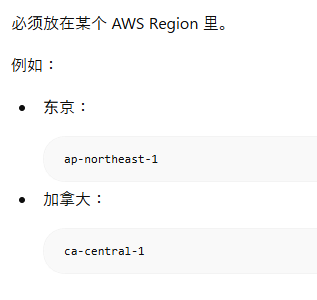 必须放在某个 AWS Region 里。
例如：
• 东京：
ap-northeast-1
• 加拿大：
ca-central-1